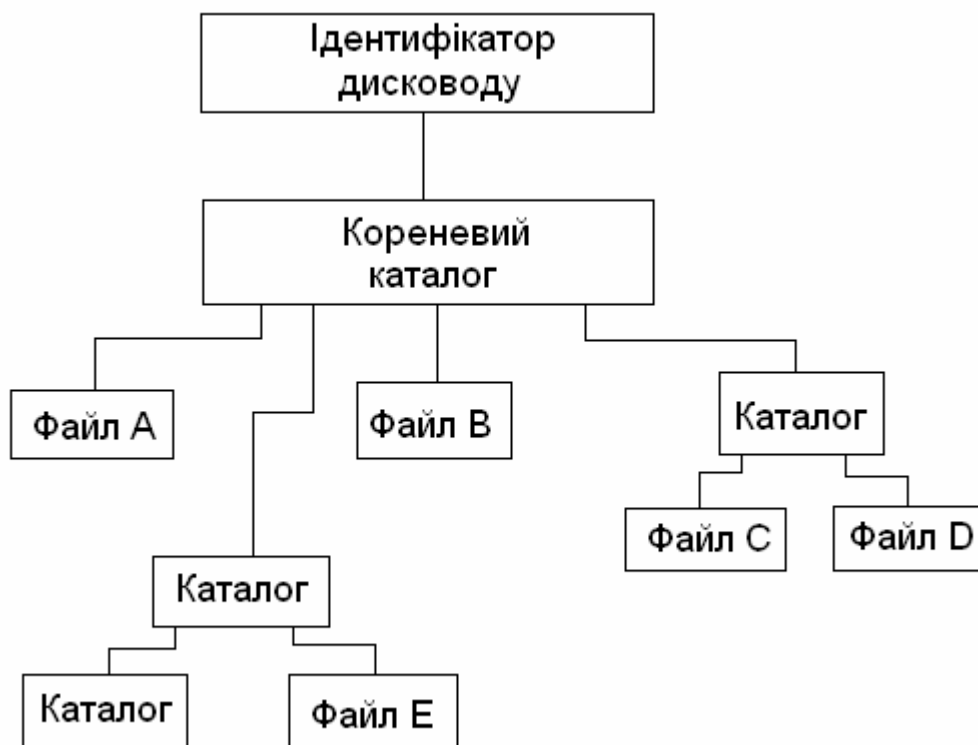 Ідентифікатор
дисководу
Кореневий
каталог
Файл A
Файл B
Каталог
Файл C
Файл D
Каталог
Каталог
Файл E